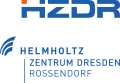 HZDR
HELMHOLTZ
ZENTRUM DRESDEN
ROSSENDORF